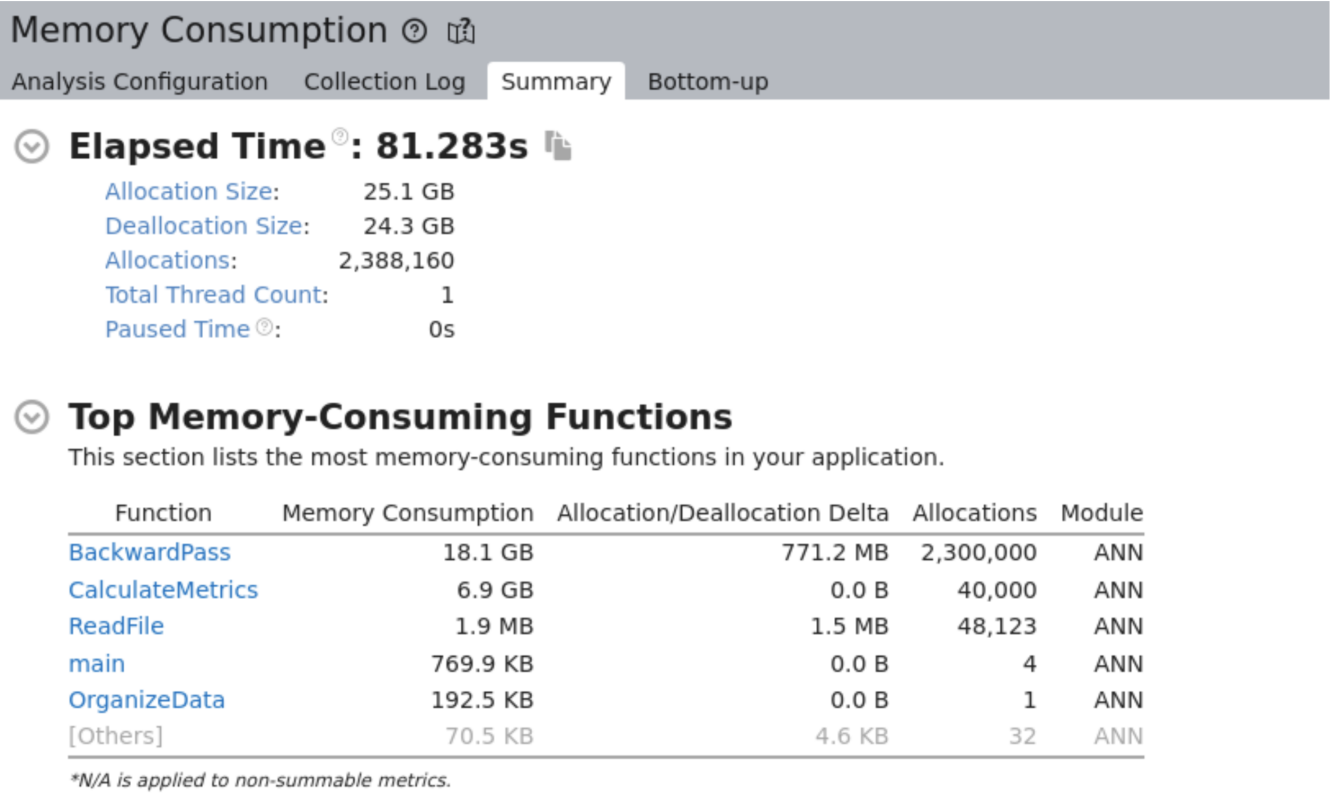 Memory Consumption
Analysis Configuration Collection Log Summary Bottom-up
Elapsed Time : 81.283s
Allocation Size: 25.1 GB
Deallocation Size: 24.3 GB
Allocations: 2,388,160
Total Thread Count: 1
Paused Time : 0s
Top Memory-Consuming Functions
This section lists the most memory-consuming functions in your application.
Function Memory Consumption Allocation/Deallocation Delta Allocations Module
BackwardPass 18.1 GB 771.2 MB 2,300,000 ANN
CalculateMetrics 6.9 GB 0.0 B 40,000 ANN
ReadFile 1.9 MB 1.5 MB 48,123 ANN
main 769.9 KB 0.0 B 4 ANN
OrganizeData 192.5 KB 0.0 B 1 ANN
[Others] 70.5 KB 4.6 KB 32 ANN
*N/A is applied to non-summable metrics.